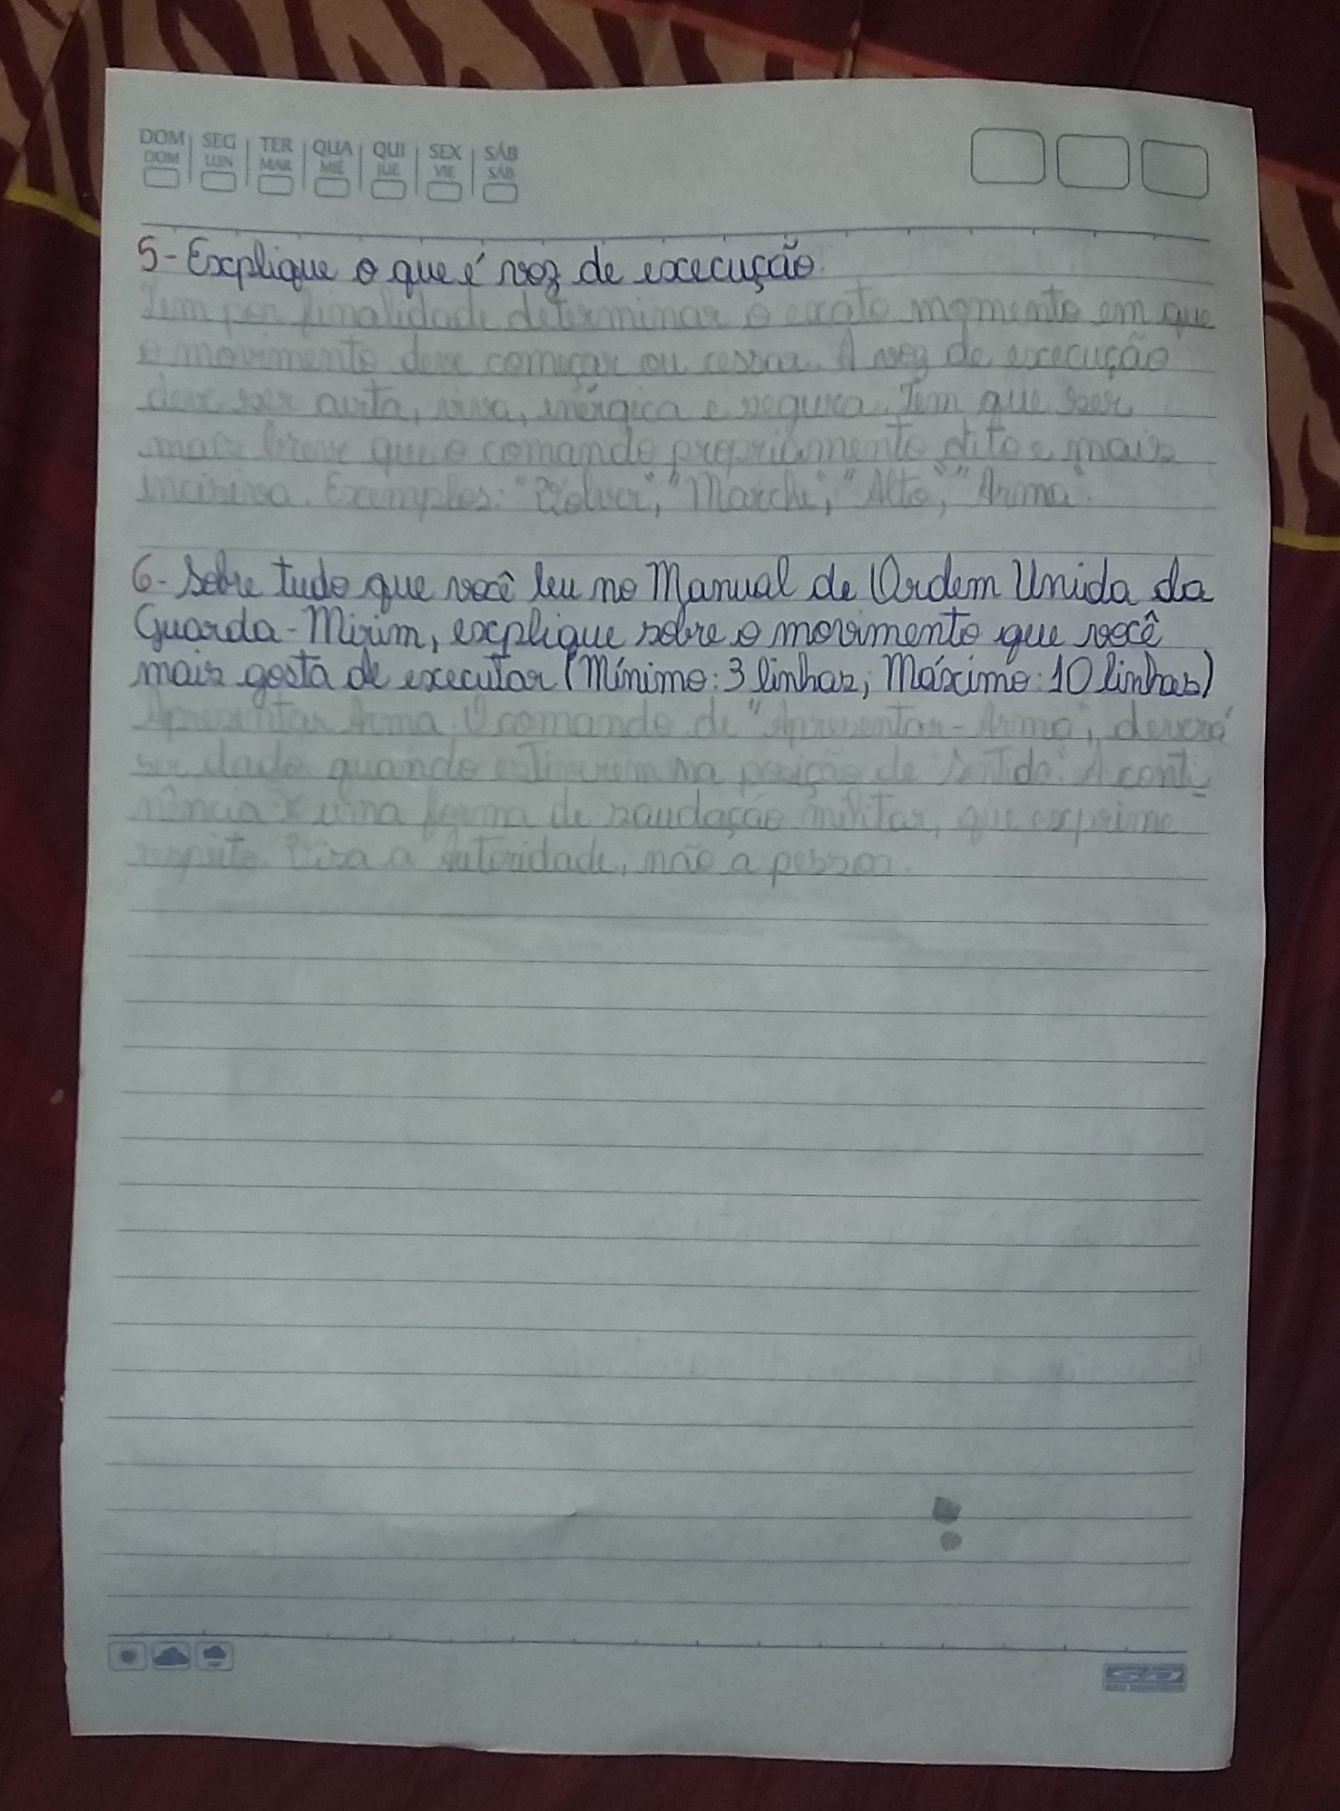 DOM SEG TER QUA QUI SEX SÁB
DOM LUN MAR MIÉ JUE VIE SÁB
5- Explique o que é voz de execução
Tem por finalidade determinar o exato momento em que
o movimento deve começar ou cessar. A voz de execução
deve ser curta, viva, enérgica e segura. Tem que ser
mais breve que o comando propriamente dito e mais
incisiva. Exemplos: "Volver", "Marche", "Alto", "Arma".
6- Sobre tudo que você leu no Manual de Ordem Unida da
Guarda-Mirim, explique sobre o movimento que você
mais gosta de executar (Mínimo: 3 linhas, Máximo: 10 linhas)
Apresentar Arma. O comando de "Apresentar-Arma", deverá
ser dado quando estiverem na posição de "Sentido". A conti-
nência é uma forma de saudação militar, que exprime
respeito. Visa a autoridade, não a pessoa.